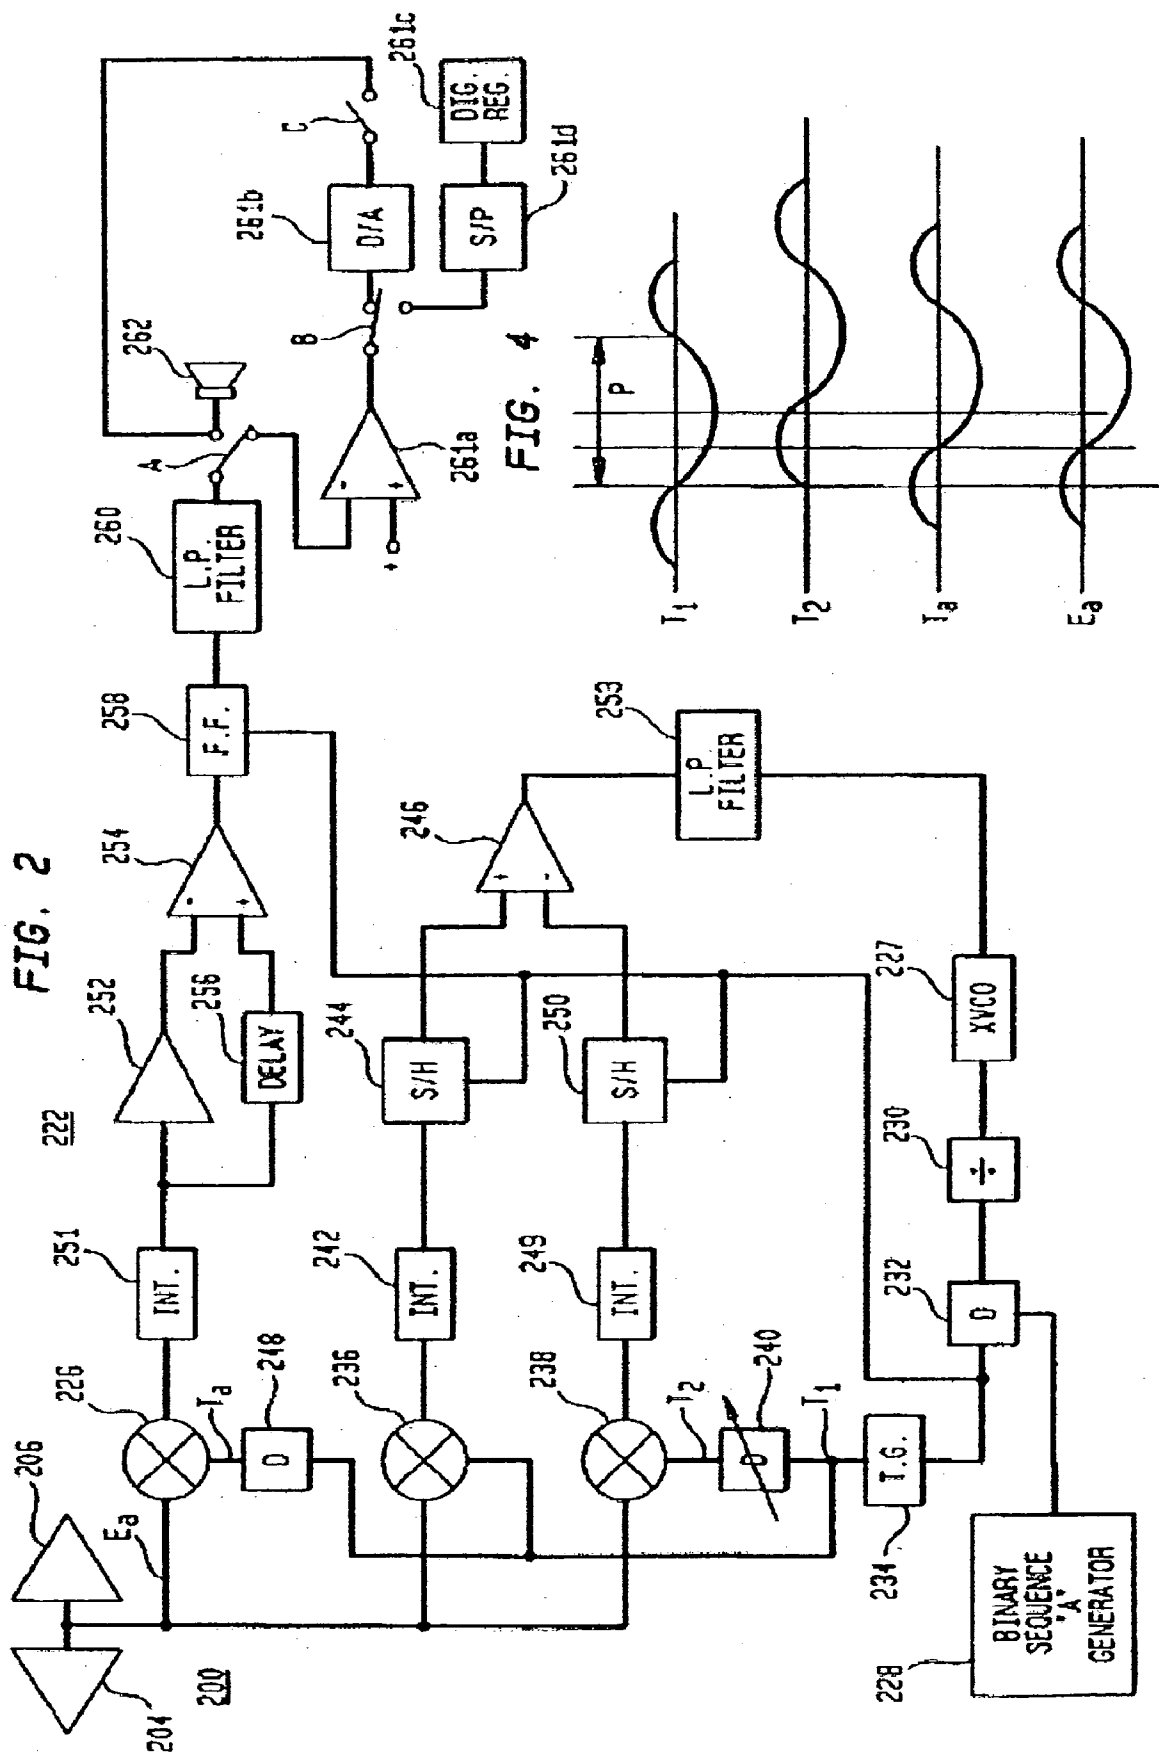 FIG. 2
200
204
206
Ea
222
226
Ta
248
D
251
INT.
252
256
DELAY
254
-
+
258
F.F.
260
L.P.
FILTER
A
262
261a
-
+
+
B
261b
D/A
C
261c
DIG.
REG.
261d
S/P
236
242
INT.
244
S/H
246
+
-
238
249
INT.
250
S/H
253
L.P.
FILTER
T2
240
D
T1
234
T.G.
232
D
230
÷
227
XVCO
228
BINARY
SEQUENCE
"A"
GENERATOR
FIG. 4
P
T1
T2
Ta
Ea